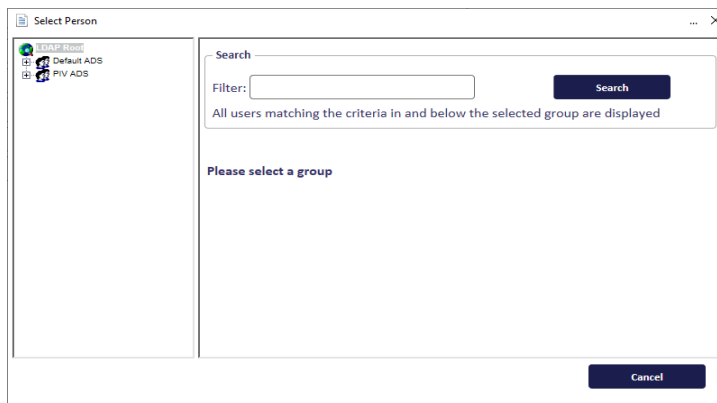 Select Person
...
LDAP Root
Default ADS
PIV ADS
Search
Filter:
Search
All users matching the criteria in and below the selected group are displayed
Please select a group
Cancel